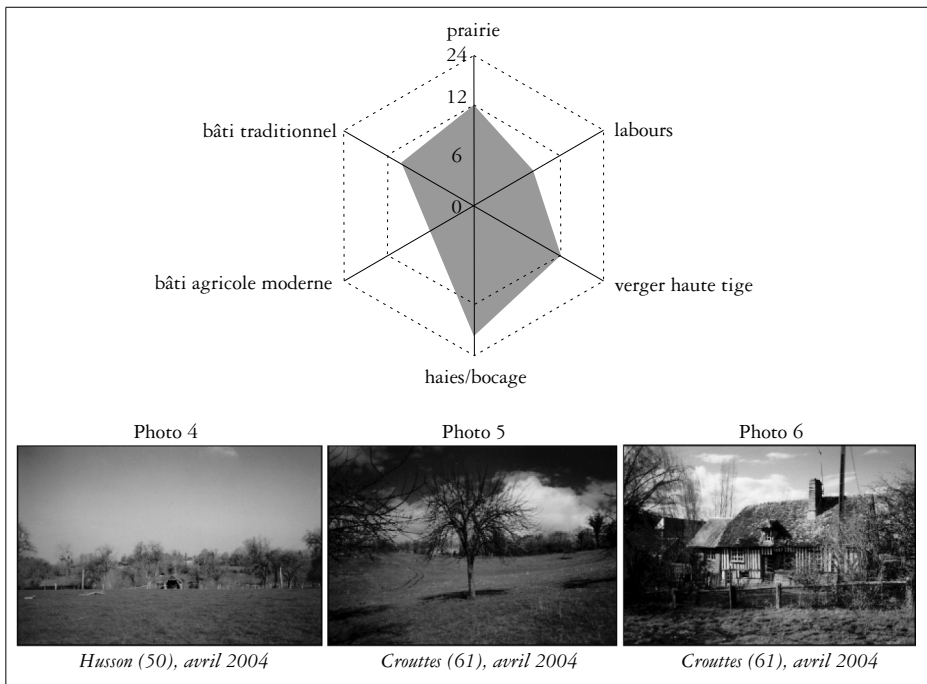 prairie
24
12
bâti traditionnel
labours
6
0
bâti agricole moderne
verger haute tige
haies/bocage
Photo 4
Photo 5
Photo 6
Husson (50), avril 2004
Crouttes (61), avril 2004
Crouttes (61), avril 2004